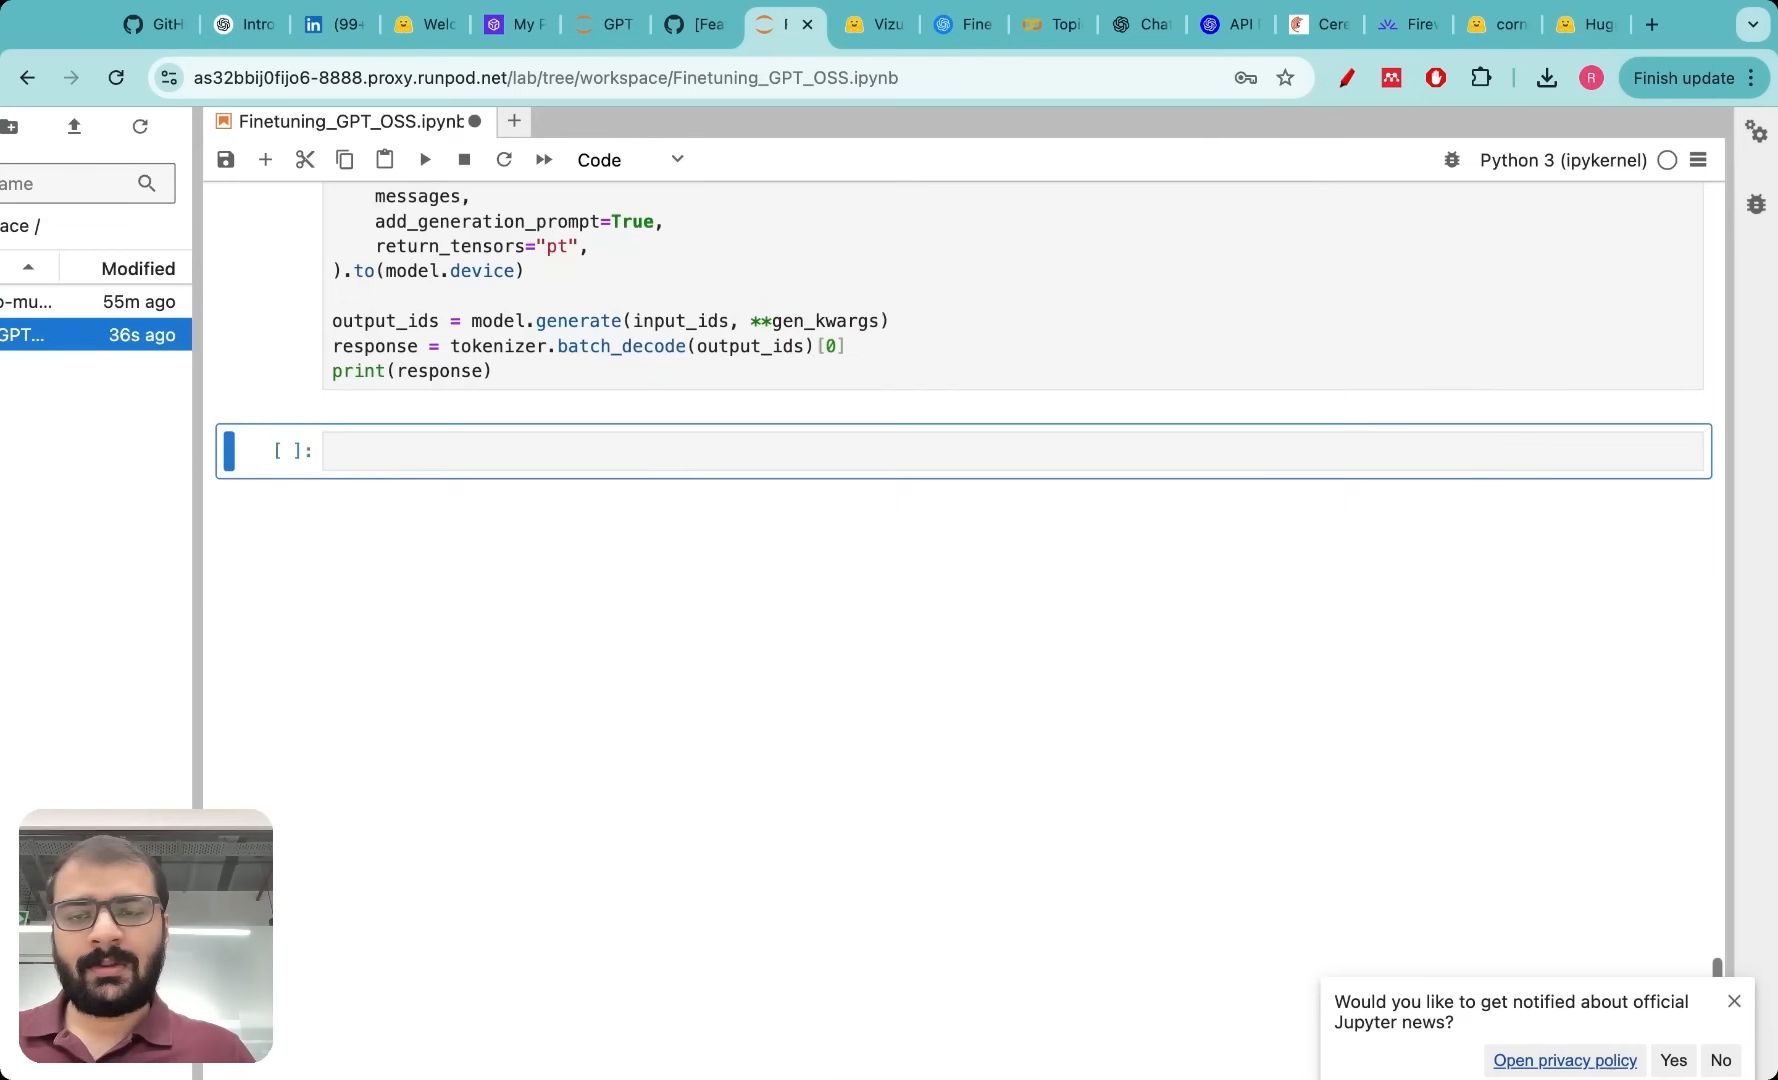 GitH
Intro
(99+
Welc
My F
GPT
[Fea
Vizu
Fine
Topi
Chat
API
Cere
Firew
corn
Hug
as32bbij0fijo6-8888.proxy.runpod.net/lab/tree/workspace/Finetuning_GPT_OSS.ipynb
R
Finish update
Finetuning_GPT_OSS.ipynb
Code
Python 3 (ipykernel)
ame
ace /
Modified
o-mu... 55m ago
GPT... 36s ago
messages,
add_generation_prompt=True,
return_tensors="pt",
).to(model.device)
output_ids = model.generate(input_ids, **gen_kwargs)
response = tokenizer.batch_decode(output_ids)[0]
print(response)
[ ]:
Would you like to get notified about official
Jupyter news?
Open privacy policy
Yes
No